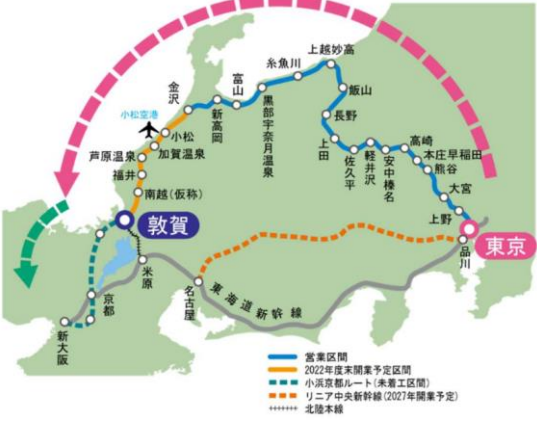 上越妙高
糸魚川
飯山
富山
金沢
黒部宇奈月温泉
新高岡
長野
小松空港
小松
加賀温泉
芦原温泉
福井
南越(仮称)
敦賀
上田
佐久平
軽井沢
安中榛名
高崎
本庄早稲田
熊谷
大宮
上野
東京
品川
米原
名古屋
東海道新幹線
京都
新大阪
営業区間
2022年度末開業予定区間
小浜京都ルート(未着工区間)
リニア中央新幹線(2027年開業予定)
北陸本線